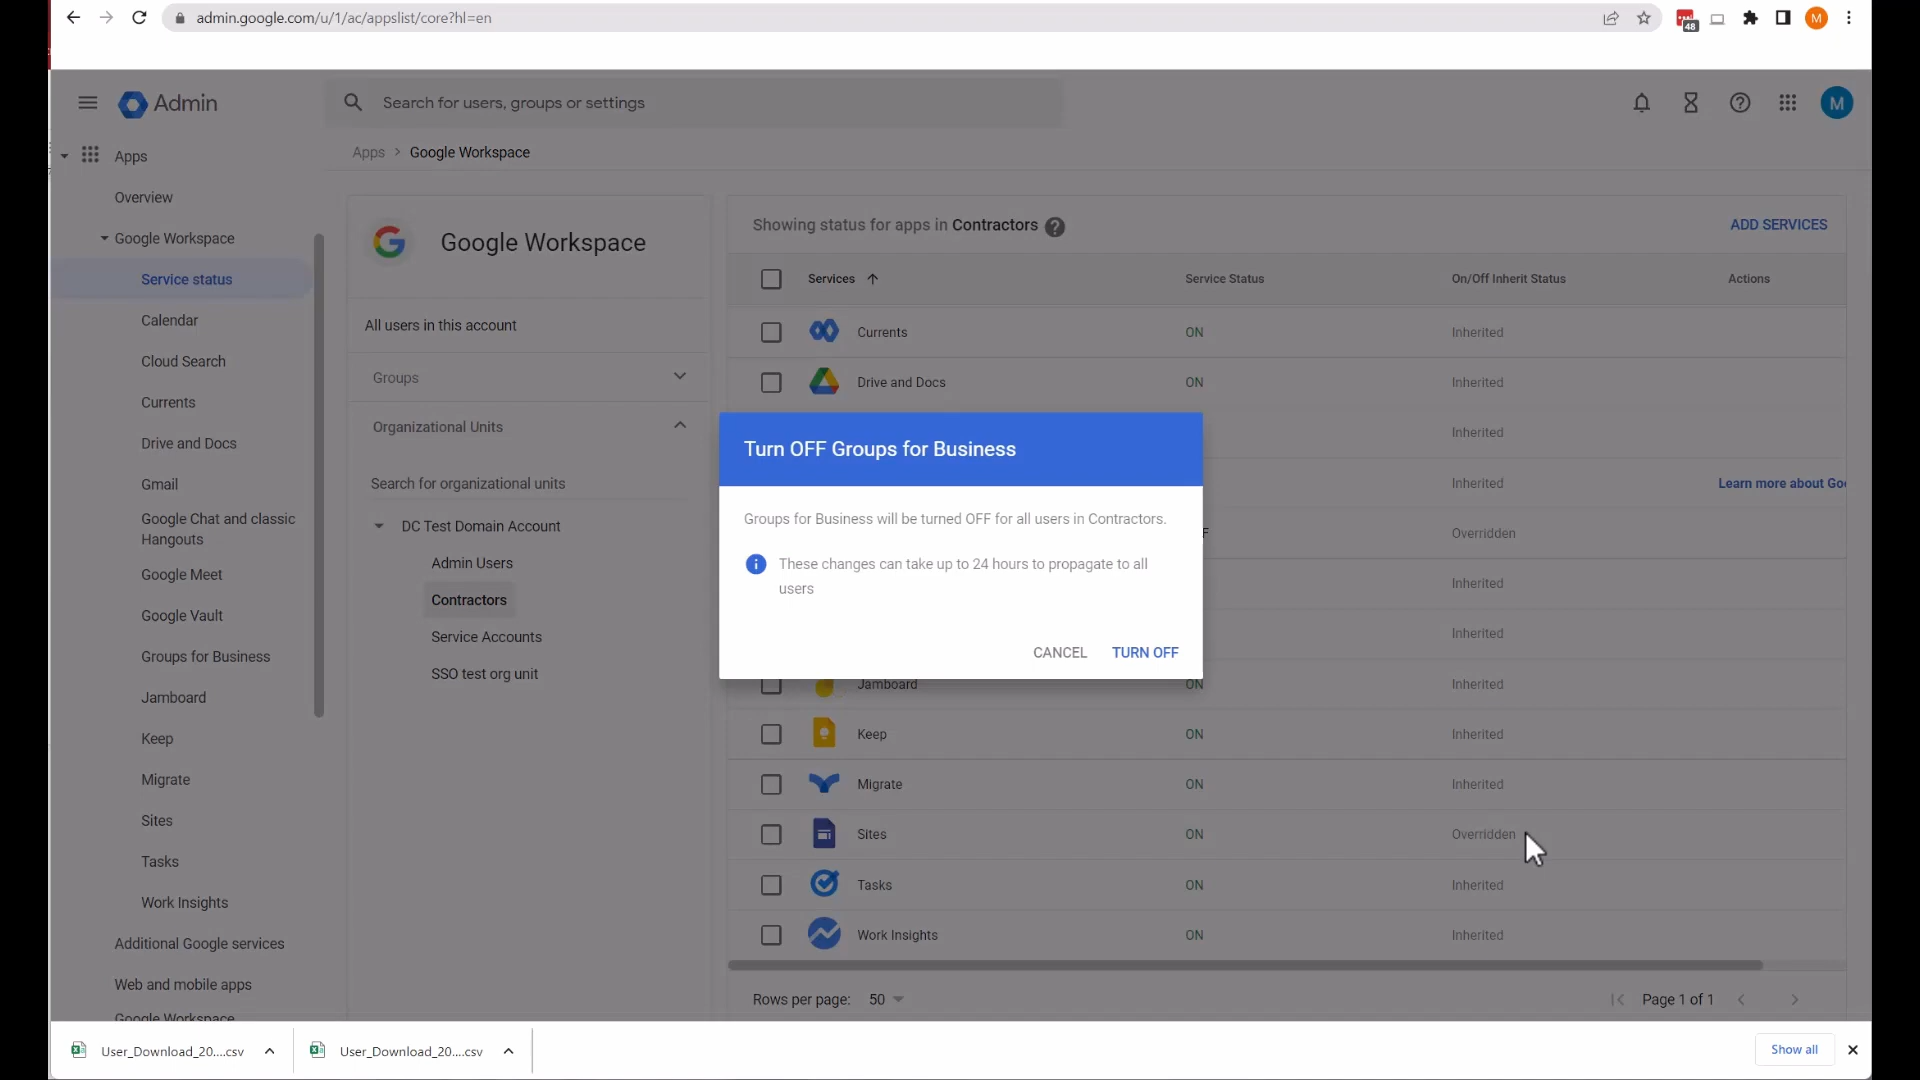 admin.google.com/u/1/ac/appslist/core?hl=en
48
M
Admin
Search for users, groups or settings
M
Apps
Apps > Google Workspace
Overview
Google Workspace
Service status
Calendar
Cloud Search
Currents
Drive and Docs
Gmail
Google Chat and classic
Hangouts
Google Meet
Google Vault
Groups for Business
Jamboard
Keep
Migrate
Sites
Tasks
Work Insights
Additional Google services
Web and mobile apps
Google Workspace
Google Workspace
All users in this account
Groups
Organizational Units
Search for organizational units
DC Test Domain Account
Admin Users
Contractors
Service Accounts
SSO test org unit
Showing status for apps in Contractors
ADD SERVICES
Services Service Status On/Off Inherit Status Actions
Currents ON Inherited
Drive and Docs ON Inherited
Inherited
Inherited Learn more about Goo
F Overridden
Inherited
Inherited
Turn OFF Groups for Business
Groups for Business will be turned OFF for all users in Contractors.
These changes can take up to 24 hours to propagate to all
users
CANCEL TURN OFF
Jamboard ON Inherited
Keep ON Inherited
Migrate ON Inherited
Sites ON Overridden
Tasks ON Inherited
Work Insights ON Inherited
Rows per page: 50
Page 1 of 1
User_Download_20....csv
User_Download_20....csv
Show all